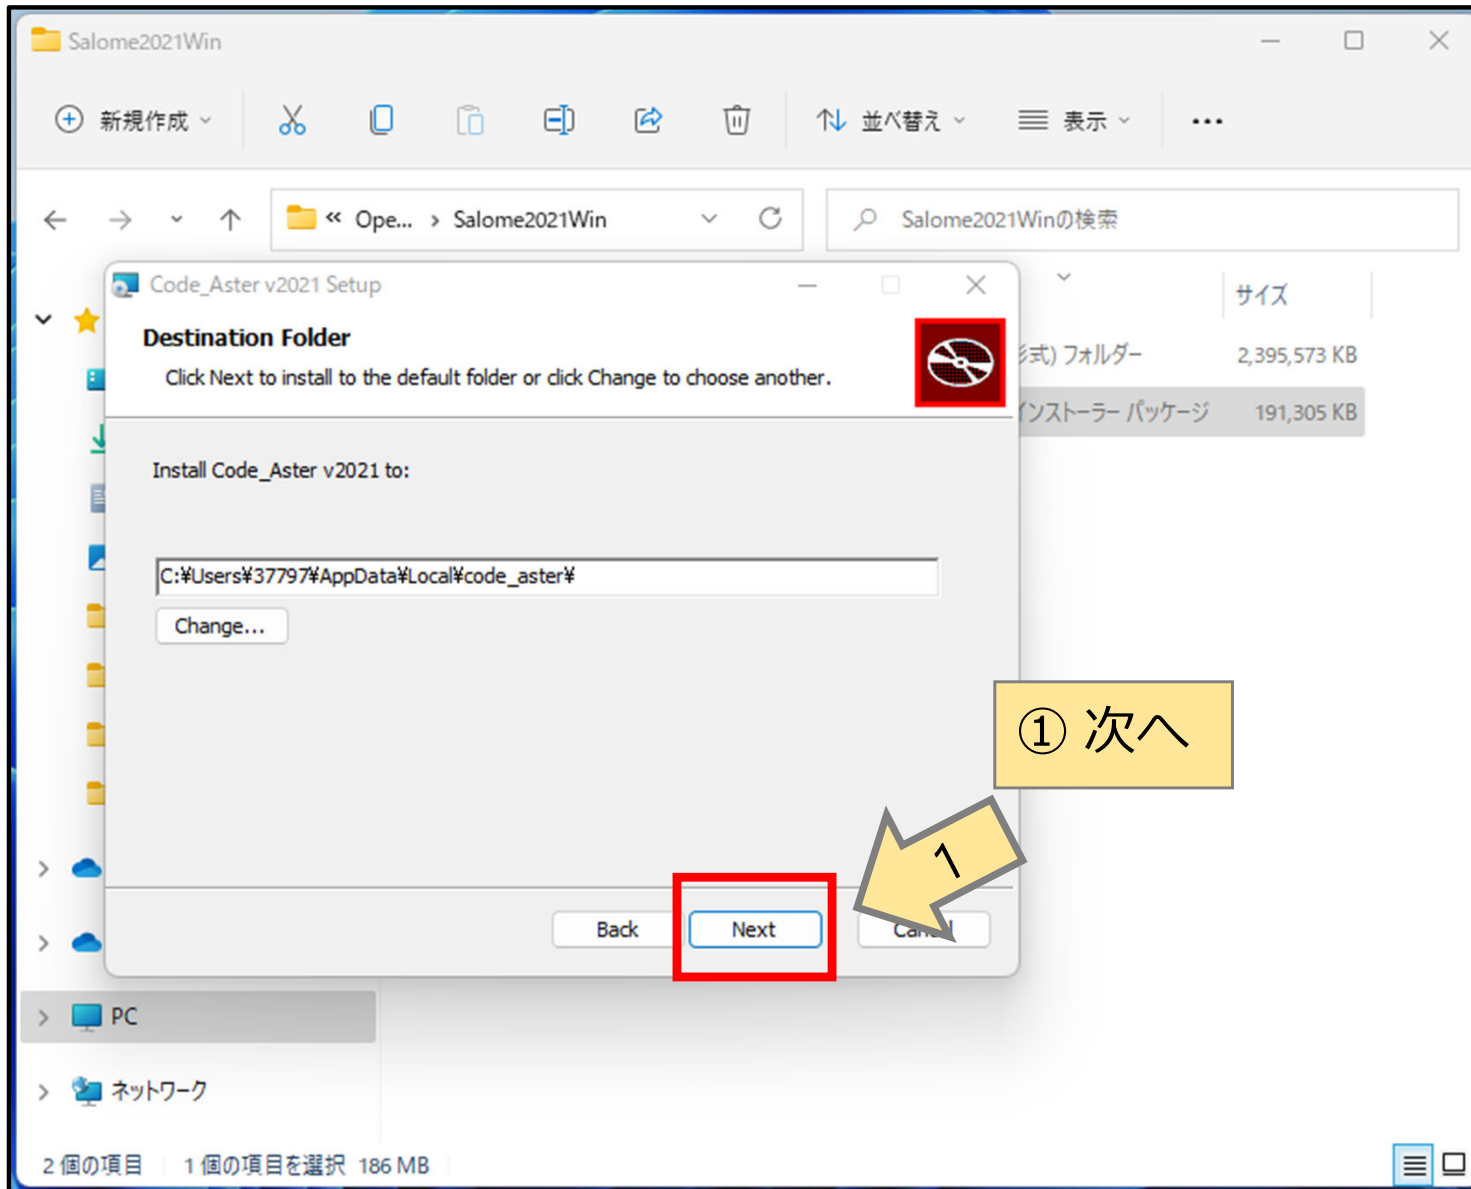 Salome2021Win
新規作成
並べ替え
表示
« Ope... > Salome2021Win
Salome2021Winの検索
Code_Aster v2021 Setup
サイズ
Destination Folder
Click Next to install to the default folder or click Change to choose another.
式) フォルダー 2,395,573 KB
インストーラー パッケージ 191,305 KB
Install Code_Aster v2021 to:
C:¥Users¥37797¥AppData¥Local¥code_aster¥
Change...
① 次へ
1
Back
Next
PC
ネットワーク
2 個の項目
1 個の項目を選択 186 MB